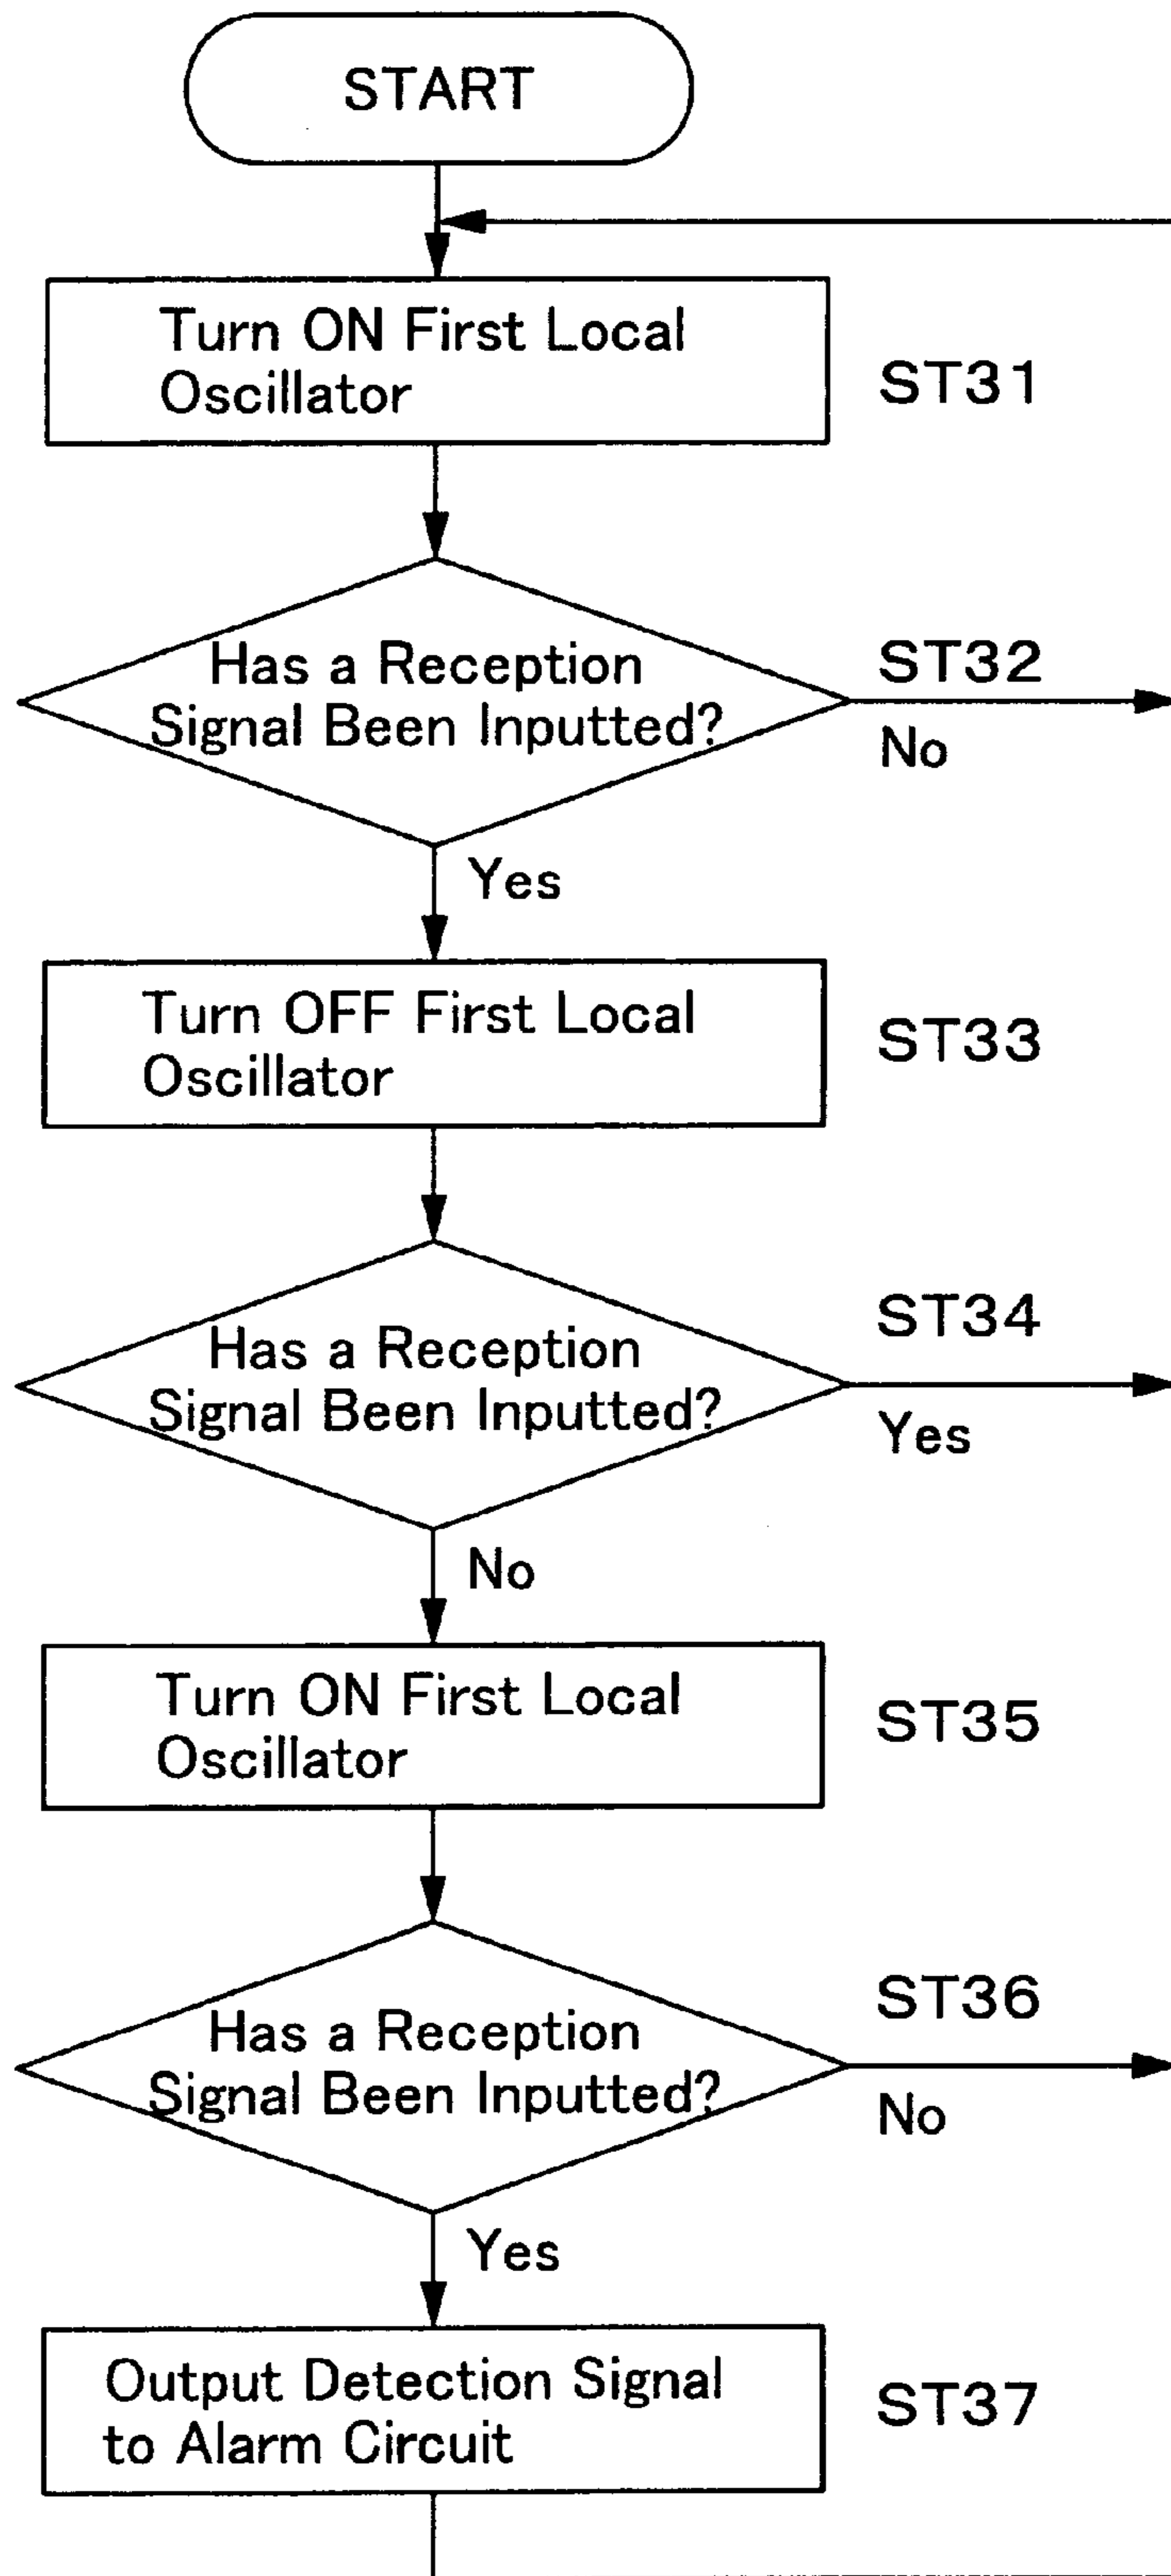 START
Turn ON First Local
Oscillator
ST31
Has a Reception
Signal Been Inputted?
ST32
No
Yes
Turn OFF First Local
Oscillator
ST33
Has a Reception
Signal Been Inputted?
ST34
Yes
No
Turn ON First Local
Oscillator
ST35
Has a Reception
Signal Been Inputted?
ST36
No
Yes
Output Detection Signal
to Alarm Circuit
ST37